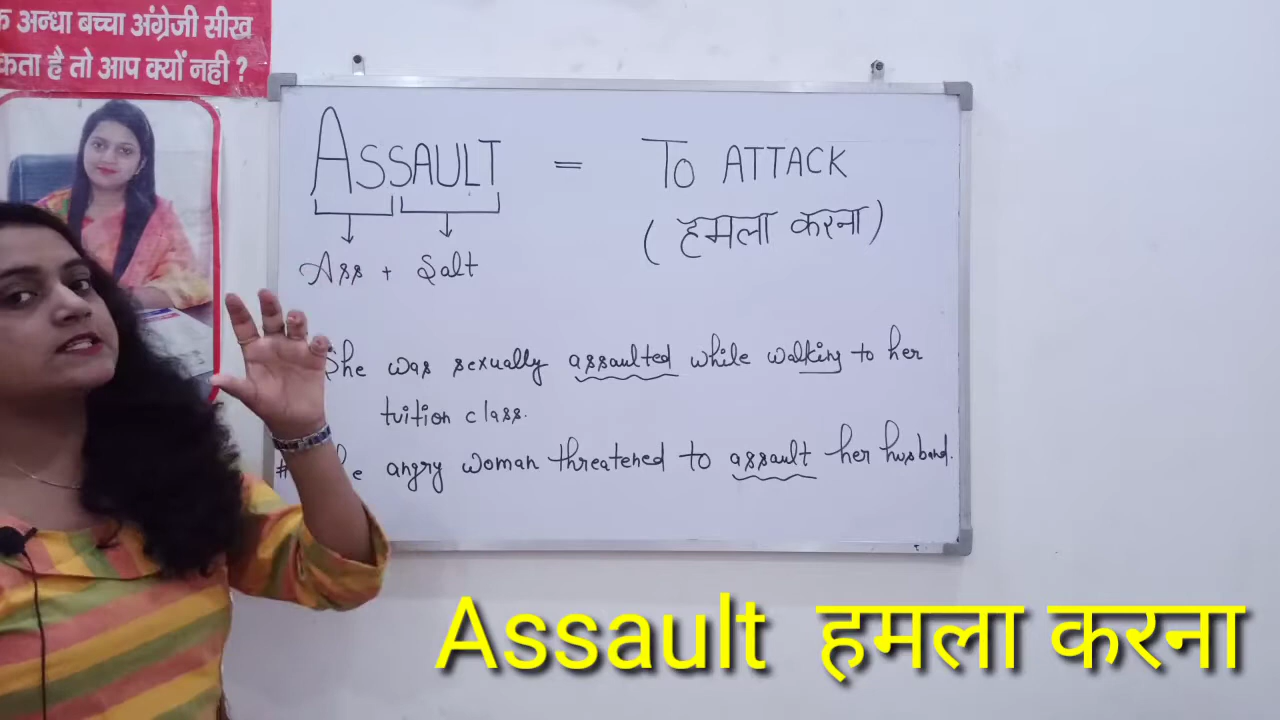 अन्धा बच्चा अंग्रेजी सीख
है तो आप क्यों नही ?
ASSAULT = TO ATTACK
(हमला करना)
Ass + Salt
She was sexually assaulted while walking to her
tuition class.
# angry woman threatened to assault her husband.
Assault हमला करना